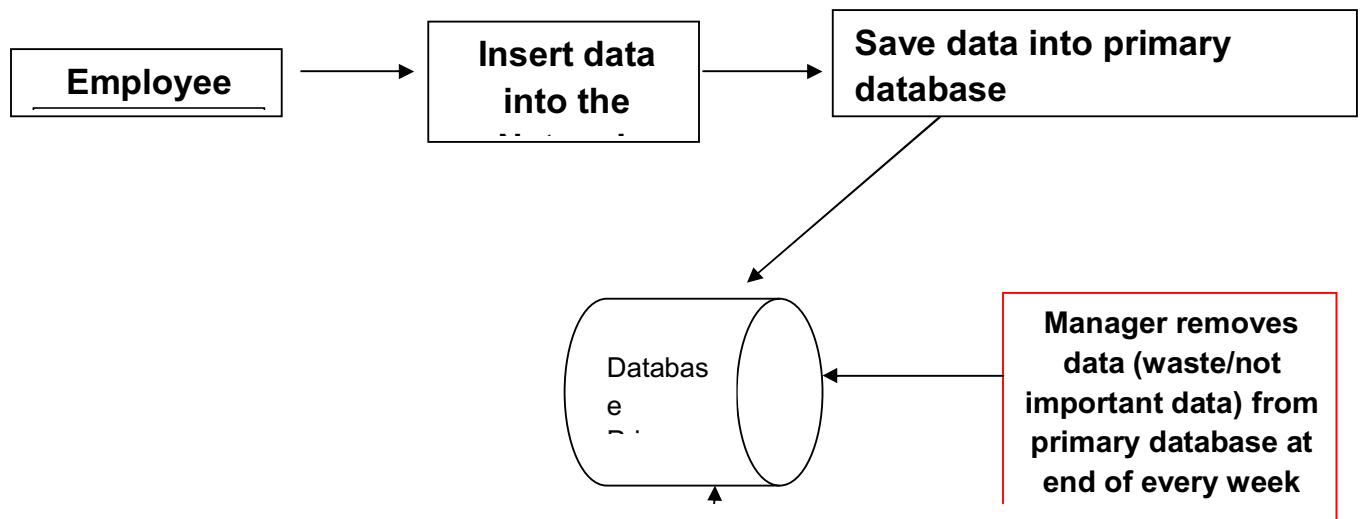 Employee
Insert data
into the
Save data into primary
database
Databas
e
Manager removes
data (waste/not
important data) from
primary database at
end of every week